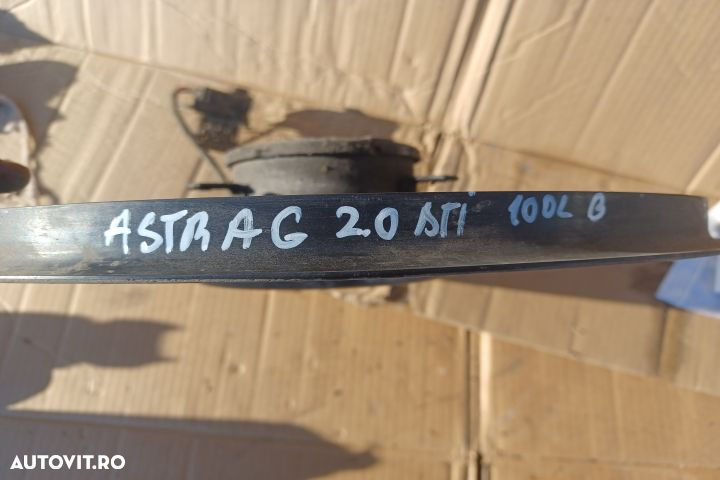 ASTRA G 2.0 DTI 100L B
AUTOVIT.RO